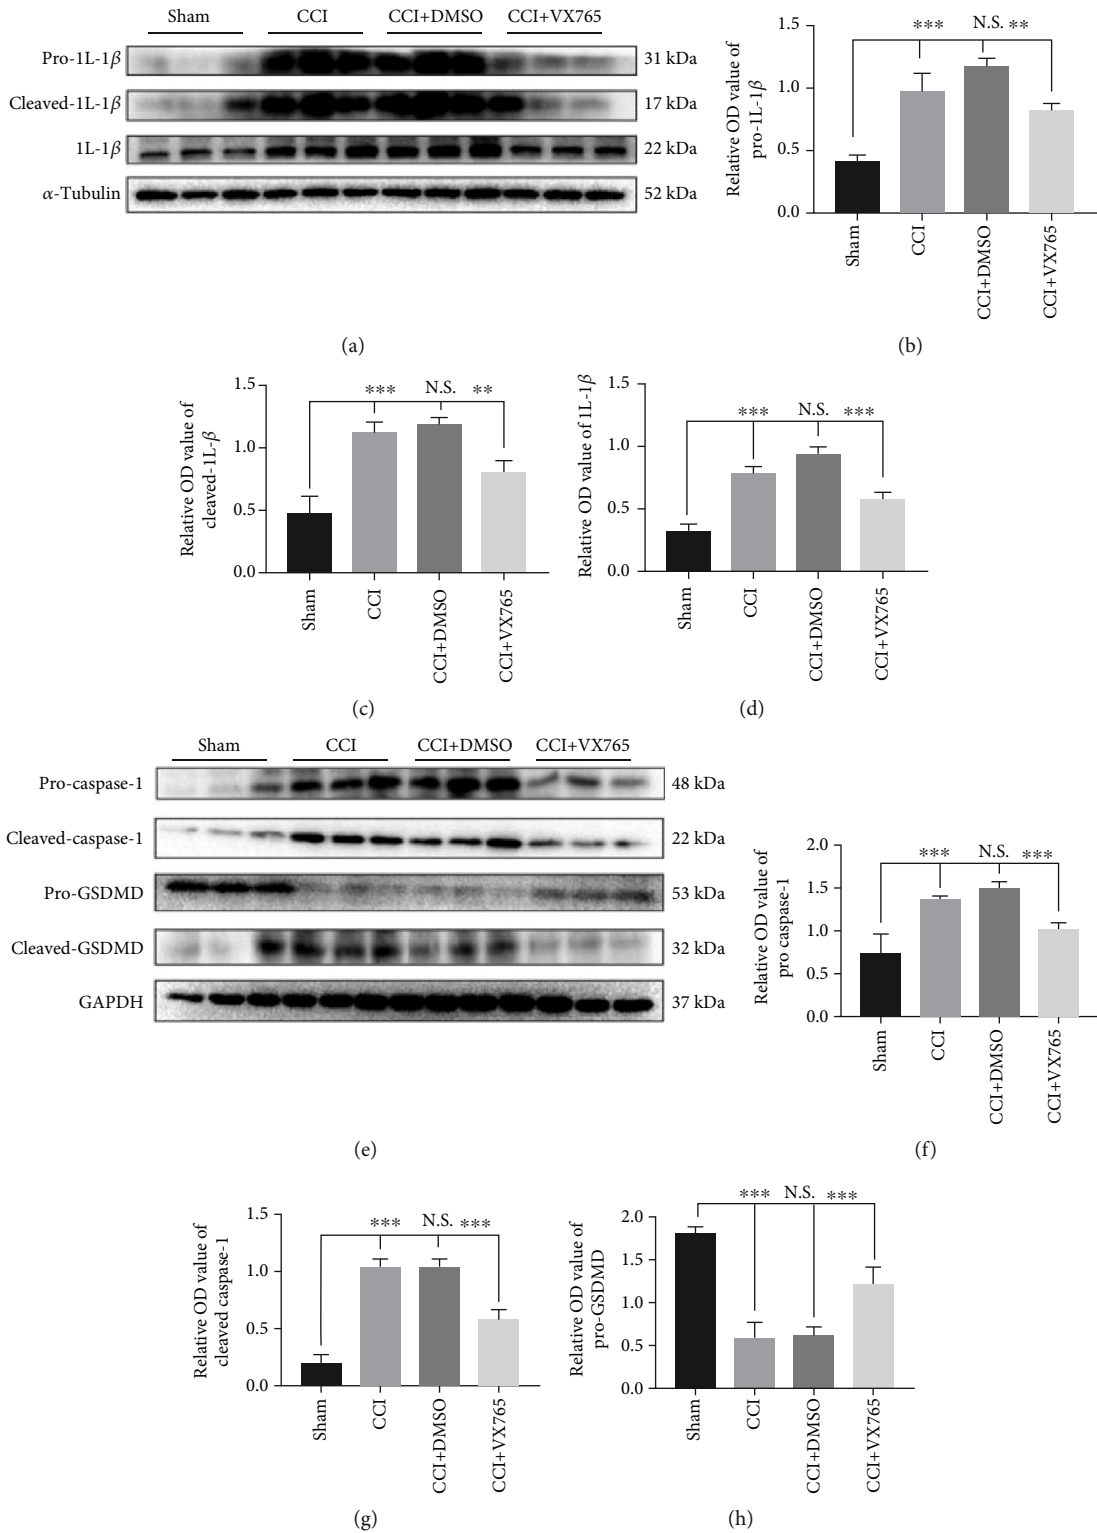 Sham CCI CCI+DMSO CCI+VX765
Pro-1L-1β 31 kDa
Cleaved-1L-1β 17 kDa
1L-1β 22 kDa
α-Tubulin 52 kDa
(a)
Relative OD value of
pro-1L-1β
1.5
1.0
0.5
0.0
*** N.S. **
Sham
CCI
CCI+DMSO
CCI+VX765
(b)
Relative OD value of
cleaved-1L-β
1.5
1.0
0.5
0.0
*** N.S. **
Sham
CCI
CCI+DMSO
CCI+VX765
(c)
Relative OD value of 1L-1β
1.5
1.0
0.5
0.0
*** N.S. ***
Sham
CCI
CCI+DMSO
CCI+VX765
(d)
Sham CCI CCI+DMSO CCI+VX765
Pro-caspase-1 48 kDa
Cleaved-caspase-1 22 kDa
Pro-GSDMD 53 kDa
Cleaved-GSDMD 32 kDa
GAPDH 37 kDa
(e)
Relative OD value of
pro caspase-1
2.0
1.5
1.0
0.5
0.0
*** N.S. ***
Sham
CCI
CCI+DMSO
CCI+VX765
(f)
Relative OD value of
cleaved caspase-1
1.5
1.0
0.5
0.0
*** N.S. ***
Sham
CCI
CCI+DMSO
CCI+VX765
(g)
Relative OD value of
pro-GSDMD
2.0
1.5
1.0
0.5
0.0
*** N.S. ***
Sham
CCI
CCI+DMSO
CCI+VX765
(h)